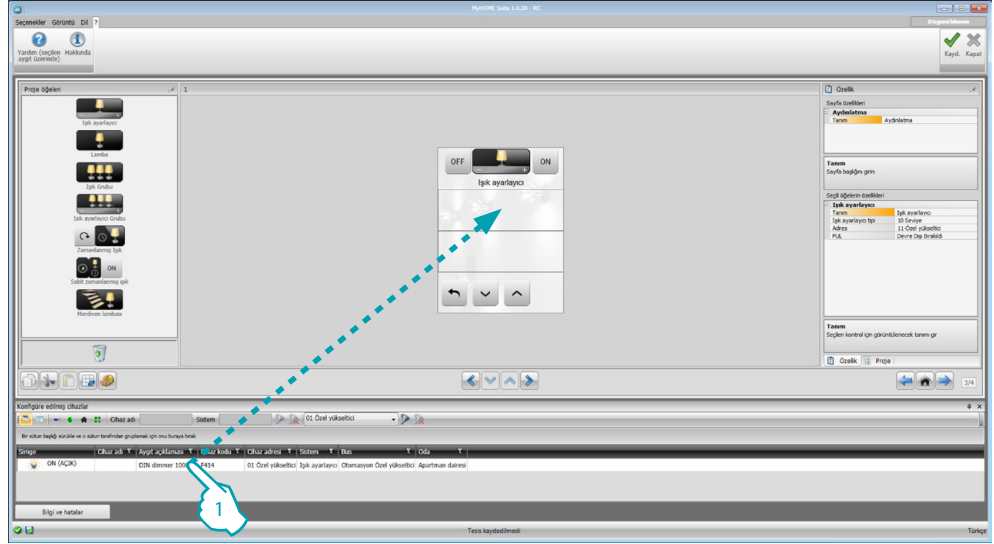 MyHOME Suite 1.0.30 - RC
Seçenekler Görüntü Dil ?
Yardım (seçilen aygıt üzerinde)
Hakkında
Kayd. Kapat
Proje öğeleri
1
Işık ayarlayıcı
Lamba
Işık Grubu
Işık ayarlayıcı Grubu
Zamanlanmış Işık
ON
Sabit zamanlanmış ışık
Merdiven lambası
OFF
ON
Işık ayarlayıcı
Özellik
Sayfa özellikleri
Aydınlatma
Tanım Aydınlatma
Tanım
Sayfa başlığını girin
Seçili öğelerin özellikleri
Işık ayarlayıcı
Tanım Işık ayarlayıcı
Işık ayarlayıcı tipi 10 Seviye
Adres 11-Özel yükseltici
PUL Devre Dışı Bırakıldı
Tanım
Seçilen kontrol için görüntülenecek tanımı gir
Özellik Proje
3/4
Konfigüre edilmiş cihazlar
Cihaz adı Sistem 01 Özel yükseltici
Bir sütun başlığı sürükle ve o sütun tarafından gruplamak için onu buraya bırak
Simge Cihaz adı Aygıt açıklaması Cihaz kodu Cihaz adresi Sistem Bus Oda
ON (AÇIK) DIN dimmer F414 01 Özel yükseltici Işık ayarlayıcı Otomasyon Özel yükseltici Apartman dairesi
1
Bilgi ve hatalar
Tesis kaydedilmedi Türkçe